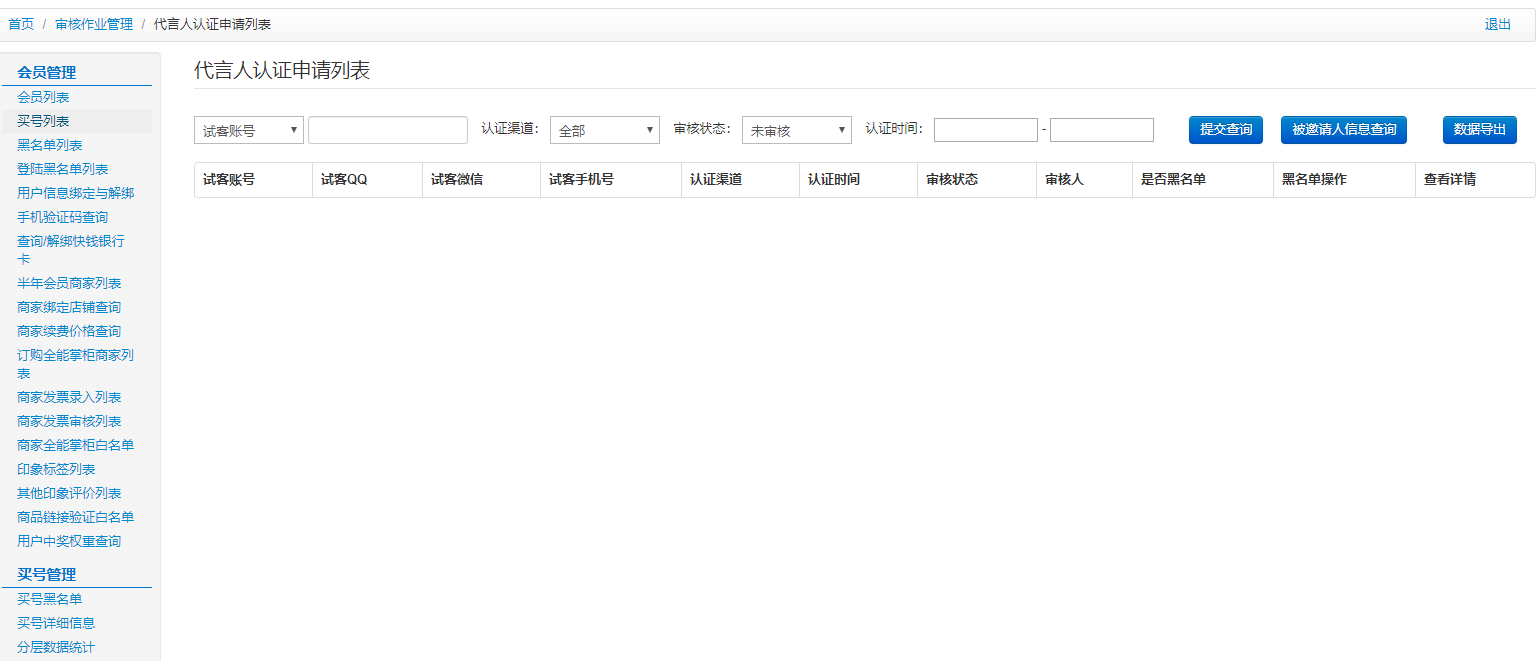 首页 / 审核作业管理 / 代言人认证申请列表 退出
会员管理
会员列表
买号列表
黑名单列表
登陆黑名单列表
用户信息绑定与解绑
手机验证码查询
查询/解绑快钱银行
卡
半年会员商家列表
商家绑定店铺查询
商家续费价格查询
订购全能掌柜商家列
表
商家发票录入列表
商家发票审核列表
商家全能掌柜白名单
印象标签列表
其他印象评价列表
商品链接验证白名单
用户中奖权重查询
买号管理
买号黑名单
买号详细信息
分层数据统计
代言人认证申请列表
试客账号 认证渠道: 全部 审核状态: 未审核 认证时间: - 提交查询 被邀请人信息查询 数据导出
试客账号 试客QQ 试客微信 试客手机号 认证渠道 认证时间 审核状态 审核人 是否黑名单 黑名单操作 查看详情